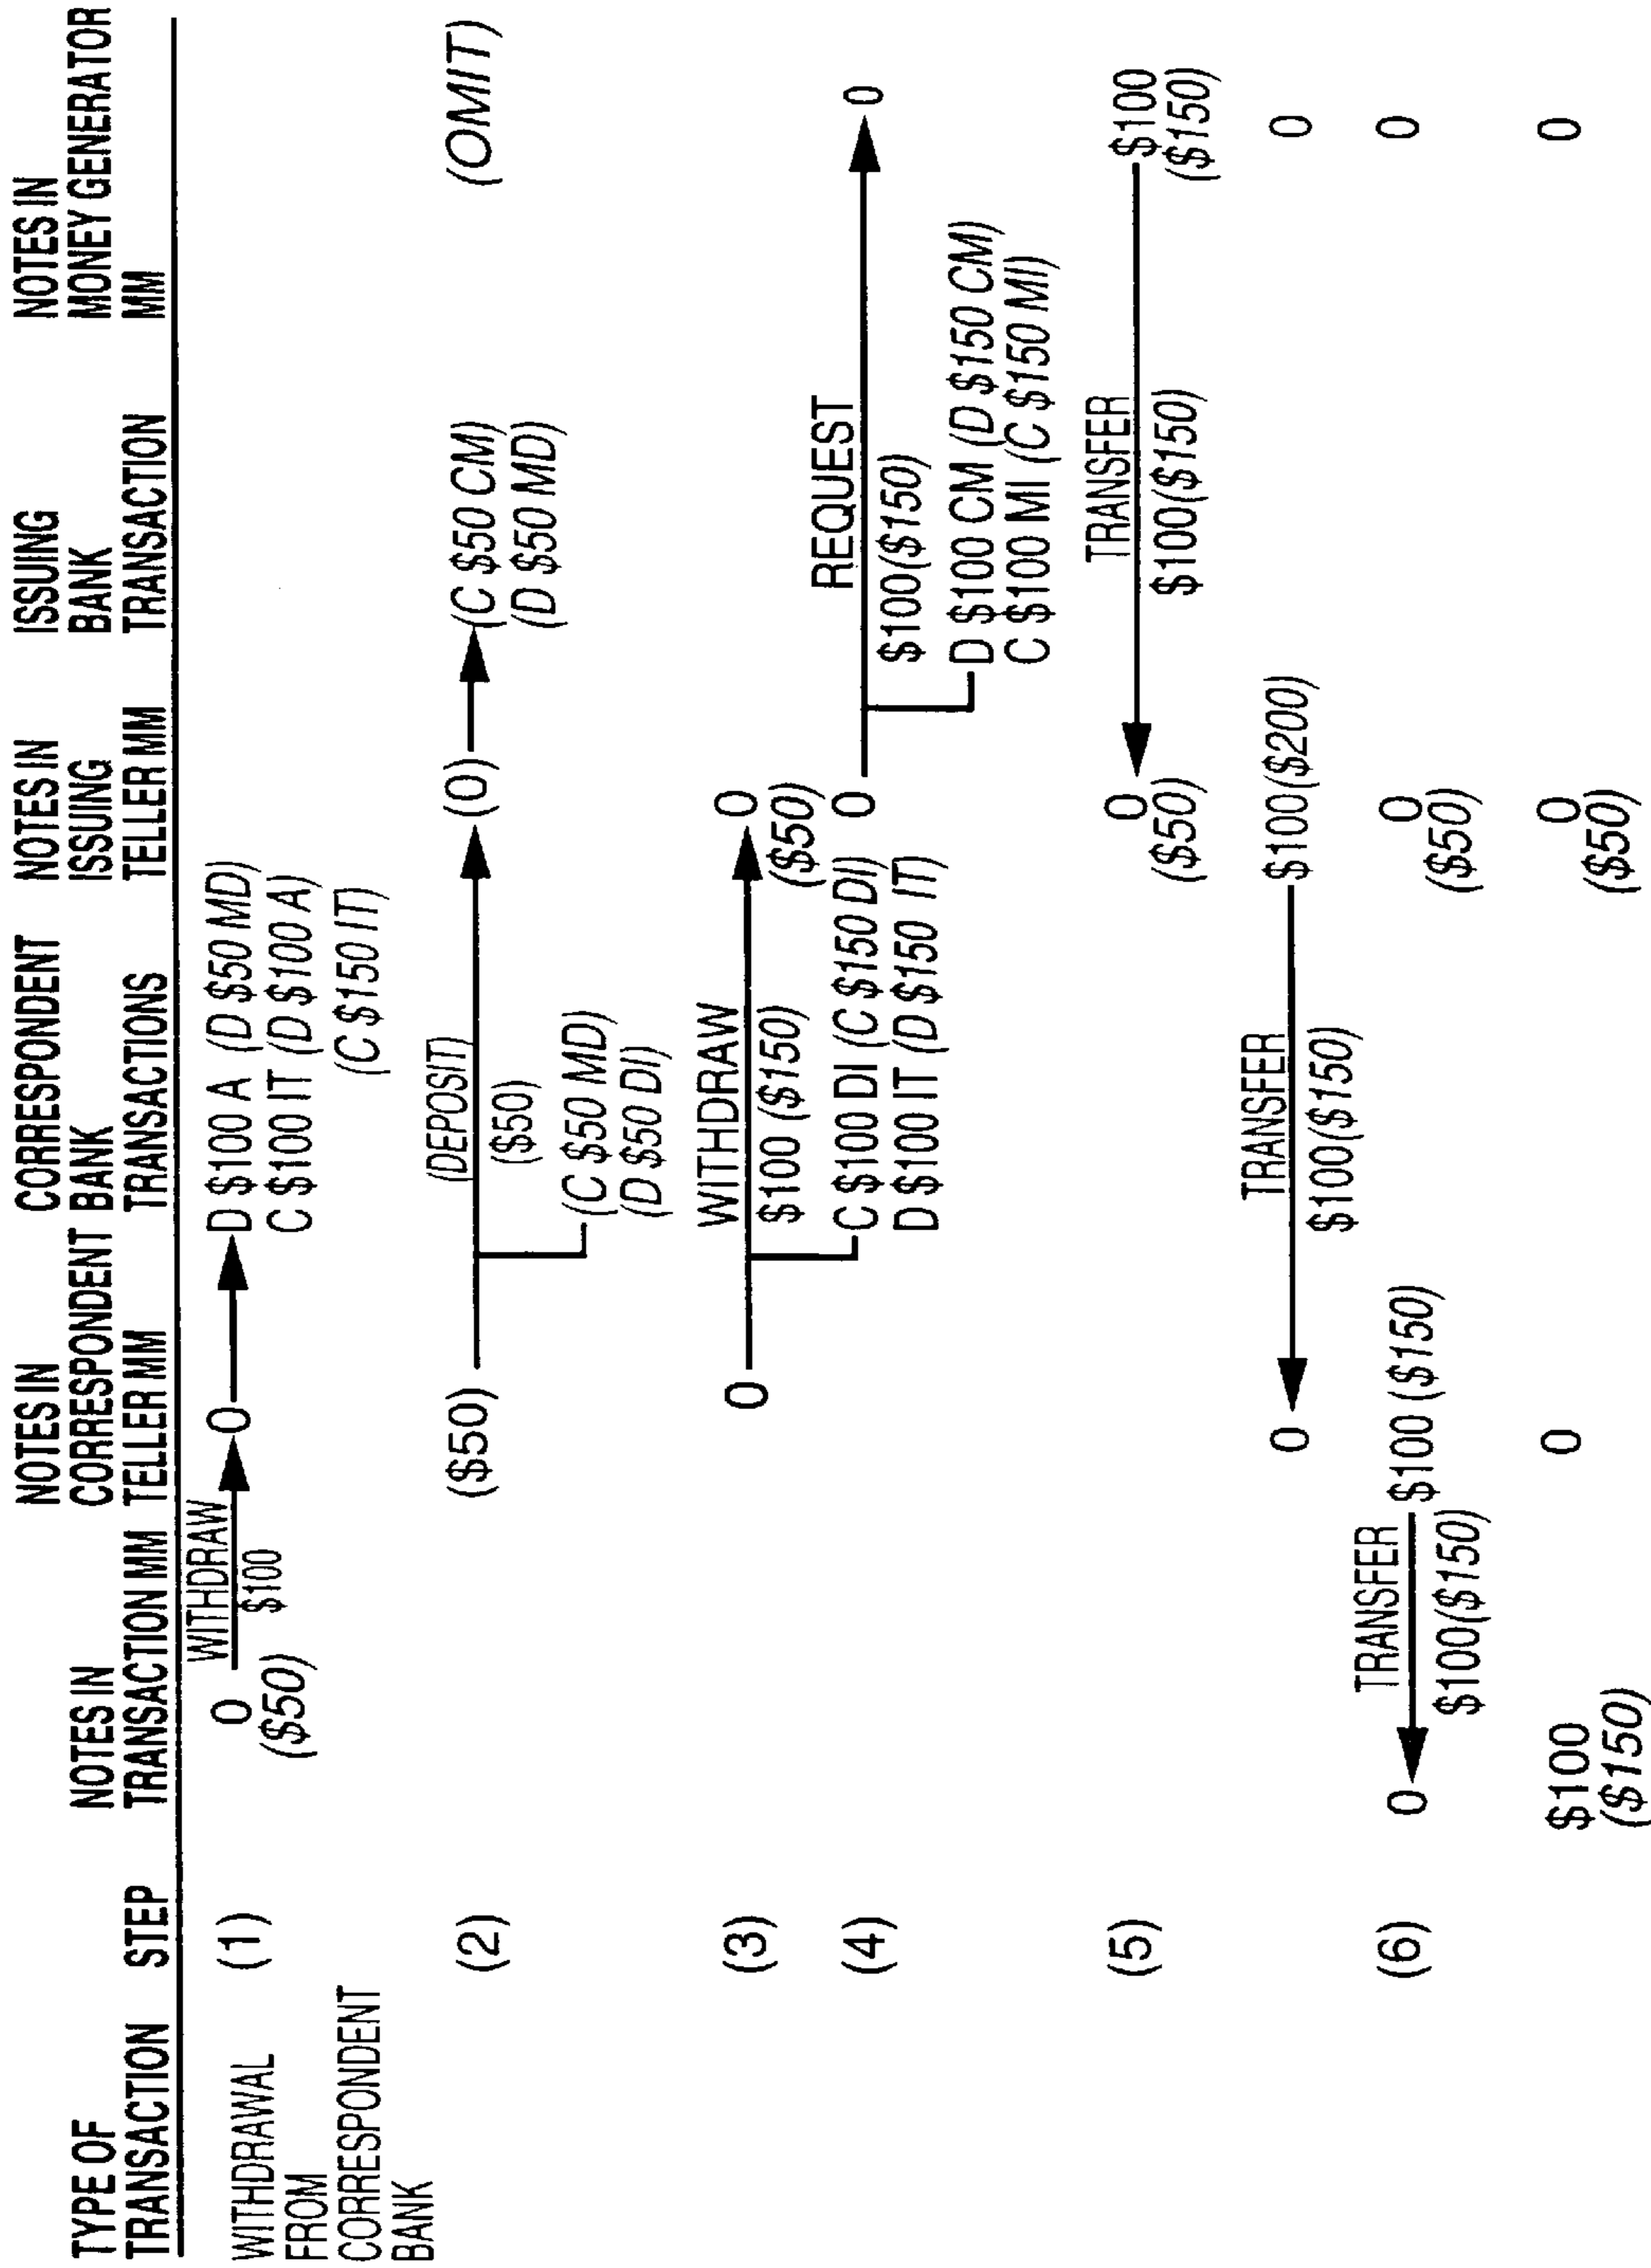 TYPE OF
TRANSACTION
STEP
NOTES IN
TRANSACTION MM
NOTES IN
CORRESPONDENT
TELLER MM
CORRESPONDENT
BANK
TRANSACTIONS
NOTES IN
ISSUING
TELLER MM
ISSUING
BANK
TRANSACTION
NOTES IN
MONEY GENERATOR
MM
WITHDRAWAL
FROM
CORRESPONDENT
BANK
(1)
0
($50)
WITHDRAW
$100
0
D $100 A (D $50 MD)
C $100 IT (D $100 A)
(C $150 IT)
(2)
($50)
(DEPOSIT)
($50)
(C $50 MD)
(D $50 DI)
(0)
(C $50 CM)
(D $50 MD)
(OMIT)
(3)
0
WITHDRAW
$100 ($150)
C $100 DI (C $150 DI)
D $100 IT (D $150 IT)
0
($50)
(4)
0
REQUEST
$100($150)
D $100 CM (D $150 CM)
C $100 MI (C $150 MI)
0
(5)
0
($50)
TRANSFER
$100($150)
$100
($150)
0
TRANSFER
$100($150)
$100($200)
0
(6)
0
TRANSFER
$100($150)
$100 ($150)
0
($50)
0
$100
($150)
0
0
($50)
0